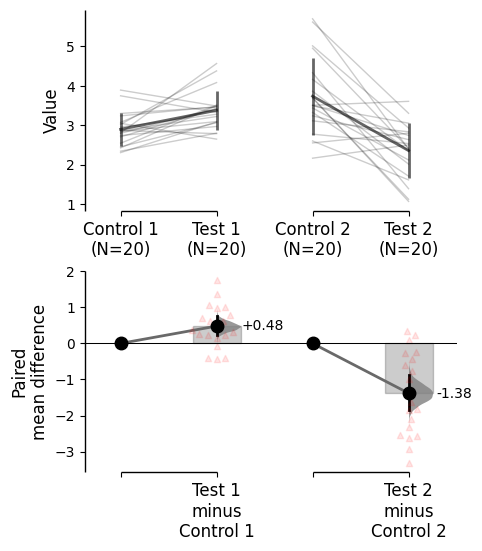 5
4
3
2
1
Value
Control 1
(N=20)
Test 1
(N=20)
Control 2
(N=20)
Test 2
(N=20)
2
1
0
−1
−2
−3
Paired
mean difference
+0.48
-1.38
Test 1
minus
Control 1
Test 2
minus
Control 2